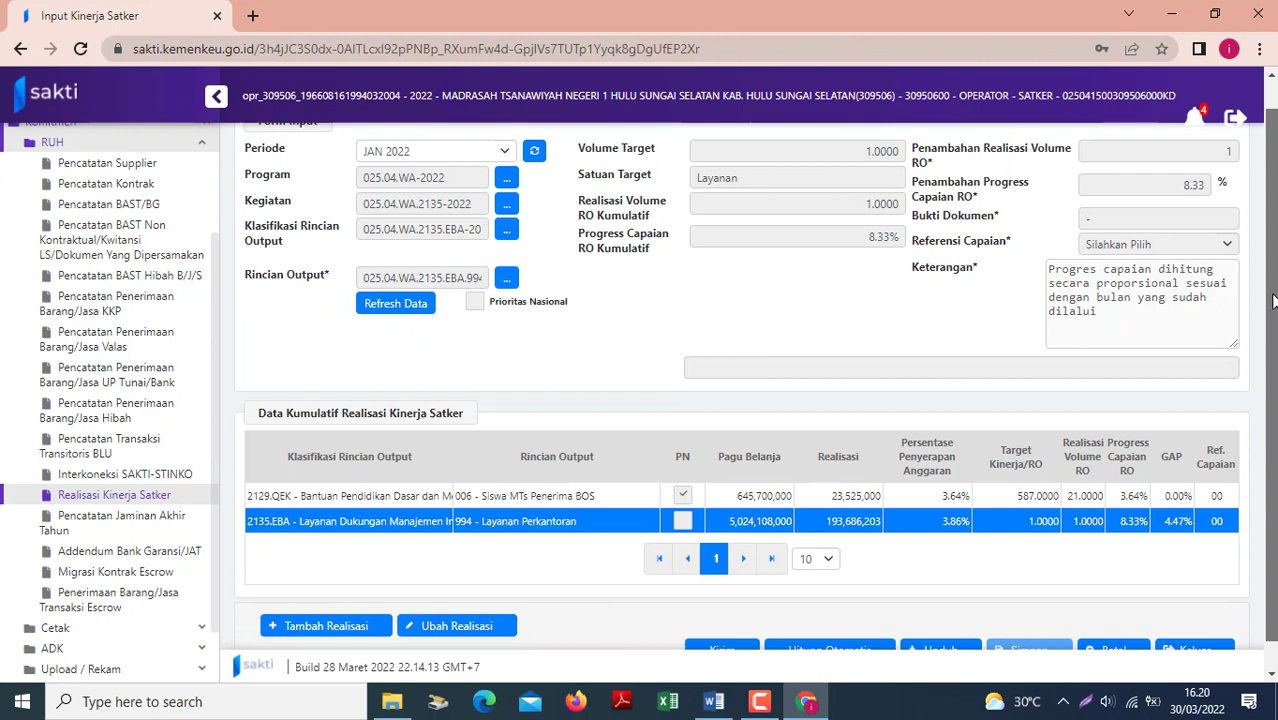 Input Kinerja Satker
sakti.kemenkeu.go.id/3h4jC3S0dx-0AITLcxI92pPNBp_RXumFw4d-GpjIVs7TUTp1Yyqk8gDgUfEP2Xr
sakti
opr_309506_196608161994032004 - 2022 - MADRASAH TSANAWIYAH NEGERI 1 HULU SUNGAI SELATAN KAB. HULU SUNGAI SELATAN(309506) - 30950600 - OPERATOR - SATKER - 025041500309506000KD
4
Komitmen
RUH
Pencatatan Supplier
Pencatatan Kontrak
Pencatatan BAST/BG
Pencatatan BAST Non
Kontraktual/Kwitansi
LS/Dokumen Yang Dipersamakan
Pencatatan BAST Hibah B/J/S
Pencatatan Penerimaan
Barang/Jasa KKP
Pencatatan Penerimaan
Barang/Jasa Valas
Pencatatan Penerimaan
Barang/Jasa UP Tunai/Bank
Pencatatan Penerimaan
Barang/Jasa Hibah
Pencatatan Transaksi
Transitoris BLU
Interkoneksi SAKTI-STINKO
Realisasi Kinerja Satker
Pencatatan Jaminan Akhir
Tahun
Addendum Bank Garansi/JAT
Migrasi Kontrak Escrow
Penerimaan Barang/Jasa
Transaksi Escrow
Cetak
ADK
Upload / Rekam
Form Input
Periode JAN 2022
Program 025.04.WA-2022 ...
Kegiatan 025.04.WA.2135-2022 ...
Klasifikasi Rincian
Output 025.04.WA.2135.EBA-20 ...
Rincian Output* 025.04.WA.2135.EBA.994 ...
Refresh Data Prioritas Nasional
Volume Target 1.0000
Satuan Target Layanan
Realisasi Volume
RO Kumulatif 1.0000
Progress Capaian
RO Kumulatif 8.33%
Penambahan Realisasi Volume
RO* 1
Penambahan Progress
Capaian RO* 8.33 %
Bukti Dokumen* -
Referensi Capaian* Silahkan Pilih
Keterangan* Progres capaian dihitung
secara proporsional sesuai
dengan bulan yang sudah
dilalui
Data Kumulatif Realisasi Kinerja Satker
Klasifikasi Rincian Output Rincian Output PN Pagu Belanja Realisasi Persentase Penyerapan Anggaran Target Kinerja/RO Realisasi Volume RO Progress Capaian RO GAP Ref. Capaian
2129.QEK - Bantuan Pendidikan Dasar dan M 006 - Siswa MTs Penerima BOS 645,700,000 23,525,000 3.64% 587.0000 21.0000 3.64% 0.00% 00
2135.EBA - Layanan Dukungan Manajemen In 994 - Layanan Perkantoran 5,024,108,000 193,686,203 3.86% 1.0000 1.0000 8.33% 4.47% 00
1 10
Tambah Realisasi Ubah Realisasi
Kirim Hitung Otomatis Unduh Simpan Batal Keluar
sakti Build 28 Maret 2022 22.14.13 GMT+7
Type here to search
30°C
16.20
30/03/2022